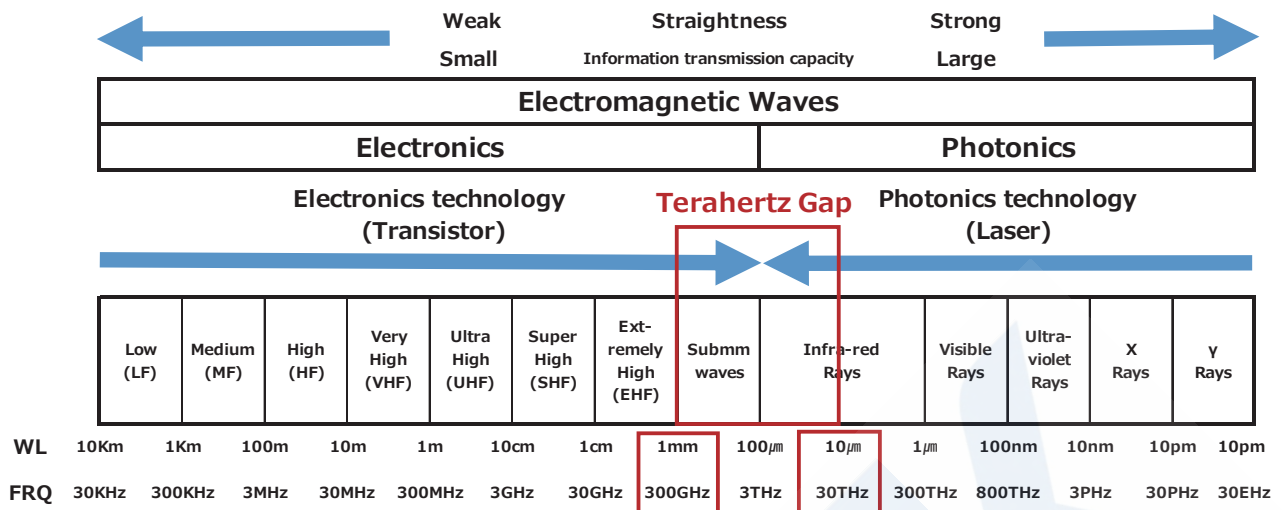 Weak Straightness Strong
Small Information transmission capacity Large
Electromagnetic Waves
Electronics Photonics
Electronics technology
(Transistor)
Terahertz Gap
Photonics technology
(Laser)
Low
(LF)
Medium
(MF)
High
(HF)
Very
High
(VHF)
Ultra
High
(UHF)
Super
High
(SHF)
Ext-
remely
High
(EHF)
Submm
waves
Infra-red
Rays
Visible
Rays
Ultra-
violet
Rays
X
Rays
γ
Rays
WL 10Km 1Km 100m 10m 1m 10cm 1cm 1mm 100㎛ 10㎛ 1㎛ 100nm 10nm 10pm 10pm
FRQ 30KHz 300KHz 3MHz 30MHz 300MHz 3GHz 30GHz 300GHz 3THz 30THz 300THz 800THz 3PHz 30PHz 30EHz